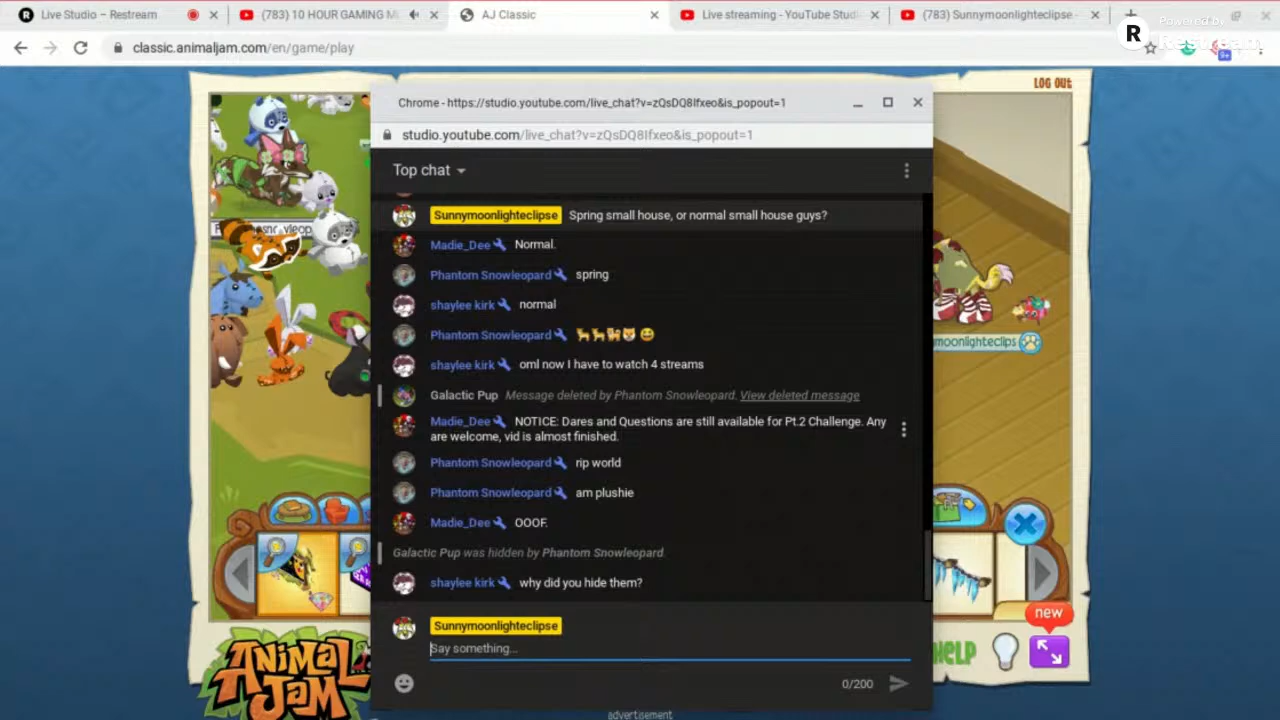 Live Studio – Restream
(783) 10 HOUR GAMING M
AJ Classic
Live streaming - YouTube Studi
(783) Sunnymoonlighteclipse -
Powered by
R Restream
classic.animaljam.com/en/game/play
9+
LOG OUT
Chrome - https://studio.youtube.com/live_chat?v=zQsDQ8Ifxeo&is_popout=1
studio.youtube.com/live_chat?v=zQsDQ8Ifxeo&is_popout=1
Top chat
Sunnymoonlighteclipse Spring small house, or normal small house guys?
Madie_Dee Normal.
Phantom Snowleopard spring
shaylee kirk normal
Phantom Snowleopard 🐆🐆🐕🦊😆
shaylee kirk oml now I have to watch 4 streams
Galactic Pup Message deleted by Phantom Snowleopard. View deleted message
Madie_Dee NOTICE: Dares and Questions are still available for Pt.2 Challenge. Any
are welcome, vid is almost finished.
Phantom Snowleopard rip world
Phantom Snowleopard am plushie
Madie_Dee OOOF.
Galactic Pup was hidden by Phantom Snowleopard.
shaylee kirk why did you hide them?
Sunnymoonlighteclipse
Say something...
0/200
moonlighteclips
new
HELP
ANIMAL
JAM
advertisement